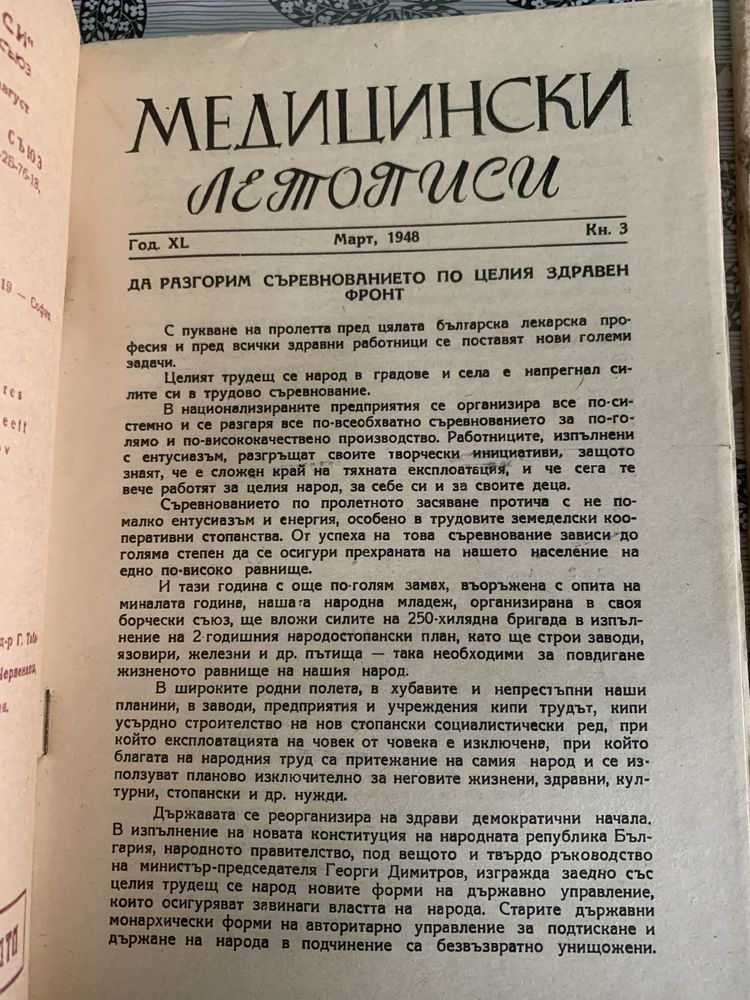 СИ"
СЪЮЗ
август
СЪЮЗ
2-В-76-18.
19 — София
д-р Г.
МЕДИЦИНСКИ
ЛЕТОПИСИ
Год. XL Март, 1948 Кн. 3
ДА РАЗГОРИМ СЪРЕВНОВАНИЕТО ПО ЦЕЛИЯ ЗДРАВЕН
ФРОНТ
С пукване на пролетта пред цялата българска лекарска про-
фесия и пред всички здравни работници се поставят нови големи
задачи.
Целият трудещ се народ в градове и села е напрегнал си-
лите си в трудово съревнование.
В национализираните предприятия се организира все по-си-
стемно и се разгаря все по-всеобхватно съревнованието за по-го-
лямо и по-висококачествено производство. Работниците, изпълнени
с ентусиазъм, разгръщат своите творчески инициативи, защото
знаят, че е сложен край на тяхната експлоатация, и че сега те
вече работят за целия народ, за себе си и за своите деца.
Съревнованието по пролетното засяване протича с не по-
малко ентусиазъм и енергия, особено в трудовите земеделски коо-
перативни стопанства. От успеха на това съревнование зависи до
голяма степен да се осигури прехраната на нашето население на
едно по-високо равнище.
И тази година с още по-голям замах, въоръжена с опита на
миналата година, нашата народна младеж, организирана в своя
борчески съюз, ще вложи силите на 250-хилядна бригада в изпъл-
нение на 2-годишния народостопански план, като ще строи заводи,
язовири, железни и др. пътища — така необходими за повдигане
жизненото равнище на нашия народ.
В широките родни полета, в хубавите и непрестъпни наши
планини, в заводи, предприятия и учреждения кипи трудът, кипи
усърдно строителство на нов стопански социалистически ред, при
който експлоатацията на човек от човека е изключена, при който
благата на народния труд са притежание на самия народ и се из-
ползуват планово изключително за неговите жизнени, здравни, кул-
турни, стопански и др. нужди.
Държавата се реорганизира на здрави демократични начала.
В изпълнение на новата конституция на народната република Бъл-
гария, народното правителство, под вещото и твърдо ръководство
на министър-председателя Георги Димитров, изгражда заедно със
целия трудещ се народ новите форми на държавно управление,
които осигуряват завинаги властта на народа. Старите държавни
монархически форми на авторитарно управление за подтискане и
държане на народа в подчинение са безвъзвратно унищожени.